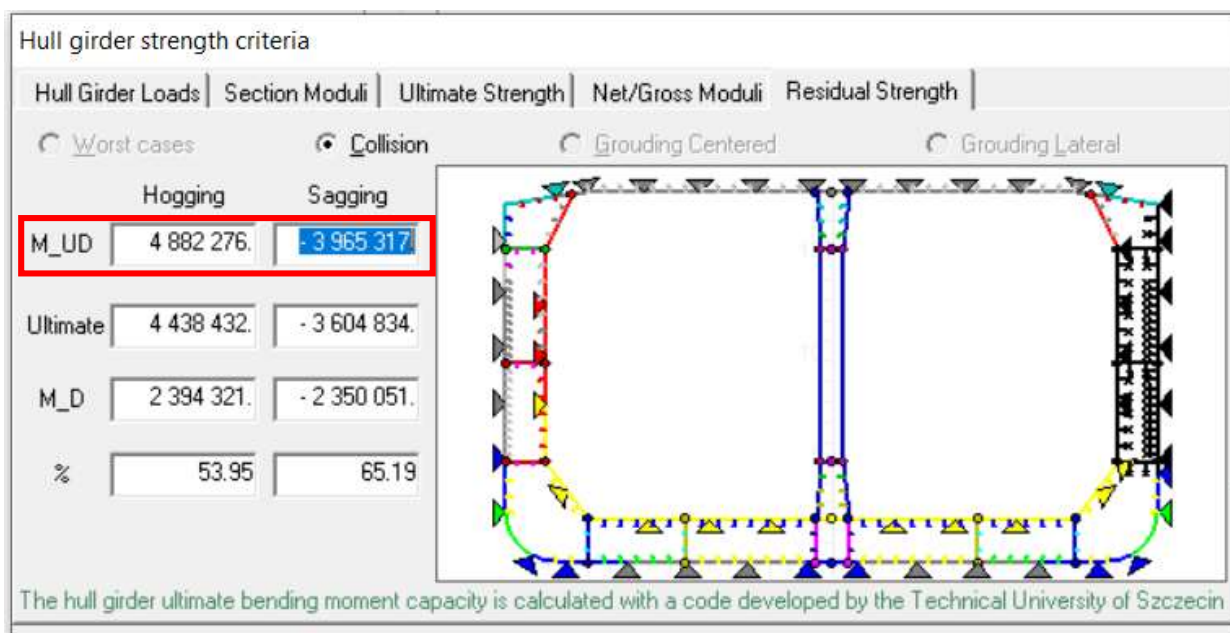 Hull girder strength criteria
Hull Girder Loads Section Moduli Ultimate Strength Net/Gross Moduli Residual Strength
Worst cases Collision Grouding Centered Grouding Lateral
Hogging Sagging
M_UD 4 882 276. - 3 965 317.
Ultimate 4 438 432. - 3 604 834.
M_D 2 394 321. - 2 350 051.
% 53.95 65.19
The hull girder ultimate bending moment capacity is calculated with a code developed by the Technical University of Szczecin